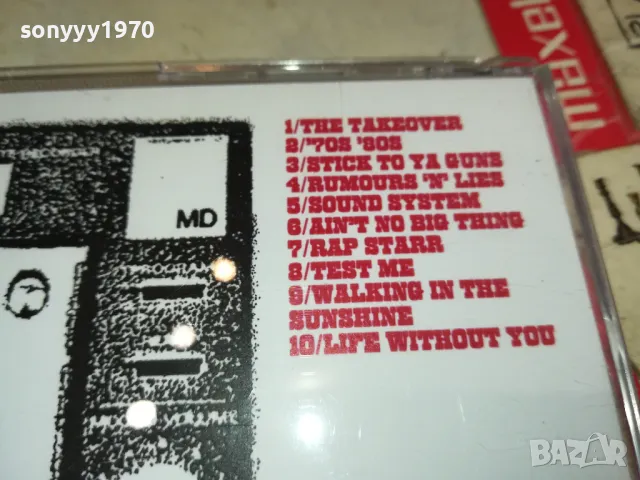 sonyyy1970
maxell
1/THE TAKEOVER
2/'70S '80S
3/STICK TO YA GUNS
4/RUMOURS 'N' LIES
5/SOUND SYSTEM
6/AIN'T NO BIG THING
7/RAP STARR
8/TEST ME
9/WALKING IN THE
SUNSHINE
10/LIFE WITHOUT YOU
MD
PROGRAM
VOLUME
BAZAR